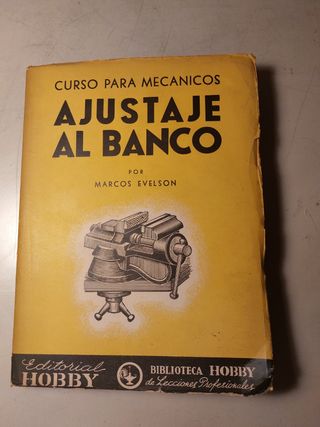 CURSO PARA MECANICOS
AJUSTAJE
AL BANCO
POR
MARCOS EVELSON
Editorial
HOBBY
BIBLIOTECA HOBBY
de Lecciones Profesionales